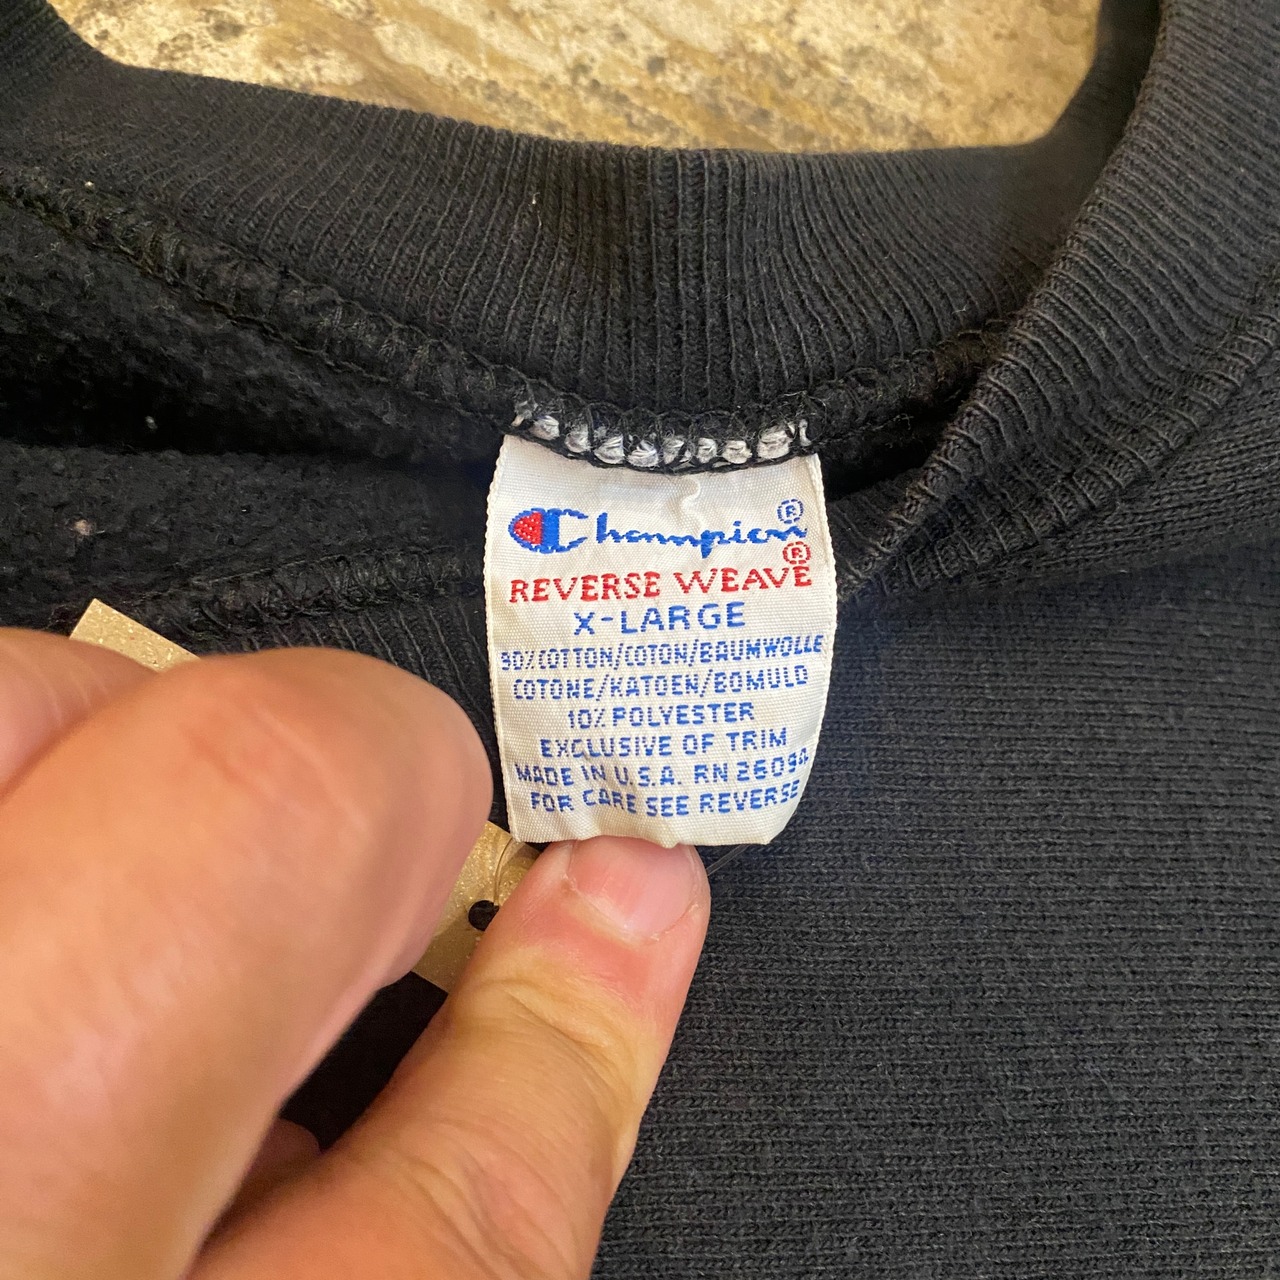 Champion®
REVERSE WEAVE®
X-LARGE
90% COTTON/COTON/BAUMWOLLE
COTONE/KATOEN/BOMULD
10% POLYESTER
EXCLUSIVE OF TRIM
MADE IN U.S.A. RN 26094
FOR CARE SEE REVERSE